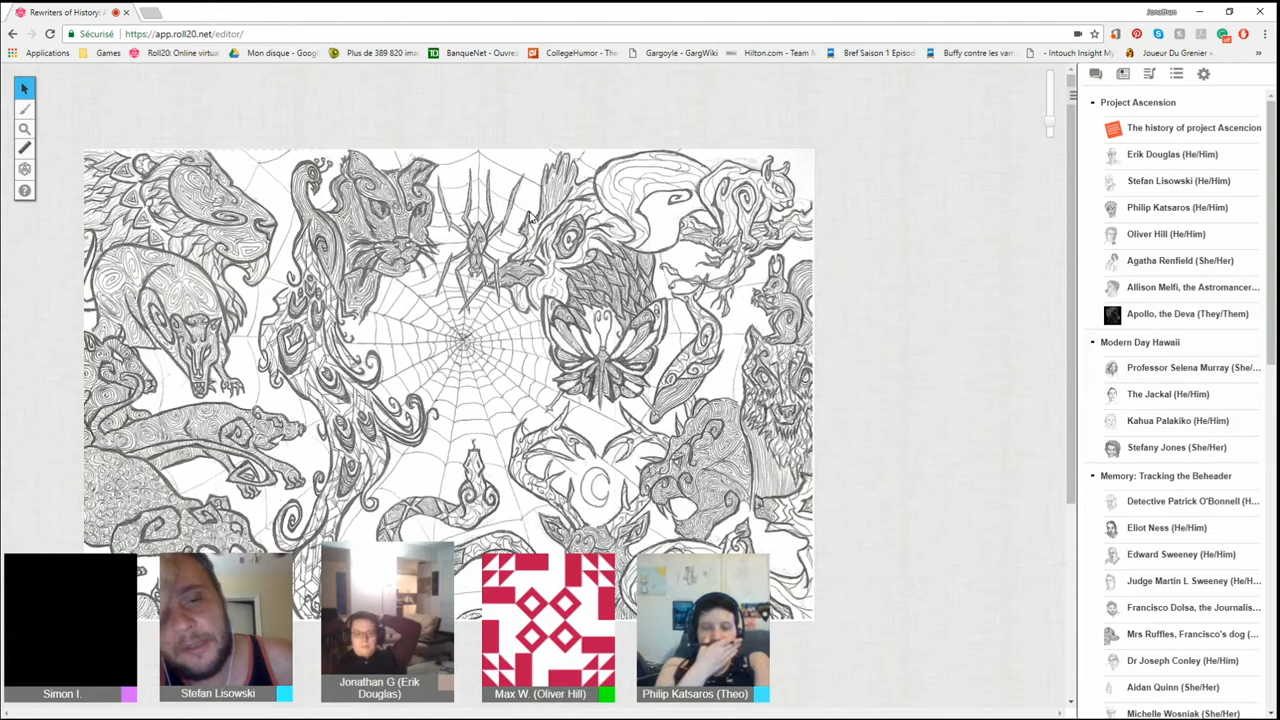 Rewriters of History: A
Jonathan
Sécurisé
https://app.roll20.net/editor/
Applications
Games
Roll20: Online virtua
Mon disque - Goog
Plus de 389 820 ima
BanqueNet - Ouvre
CollegeHumor - The
Gargoyle - GargWiki
Hilton.com - Team M
Bref Saison 1 Episod
Buffy contre les vam
- Intouch Insight My
Joueur Du Grenier
Project Ascension
The history of project Ascencion
Erik Douglas (He/Him)
Stefan Lisowski (He/Him)
Philip Katsaros (He/Him)
Oliver Hill (He/Him)
Agatha Renfield (She/Her)
Allison Melfi, the Astromancer...
Apollo, the Deva (They/Them)
Modern Day Hawaii
Professor Selena Murray (She/...
The Jackal (He/Him)
Kahua Palakiko (He/Him)
Stefany Jones (She/Her)
Memory: Tracking the Beheader
Detective Patrick O'Bonnell (H...
Eliot Ness (He/Him)
Edward Sweeney (He/Him)
Judge Martin L Sweeney (He/H...
Francisco Dolsa, the Journalis...
Mrs Ruffles, Francisco's dog (...
Dr Joseph Conley (He/Him)
Aidan Quinn (She/Her)
Michelle Wosniak (She/Her)
Simon I.
Stefan Lisowski
Jonathan G (Erik
Douglas)
Max W. (Oliver Hill)
Philip Katsaros (Theo)